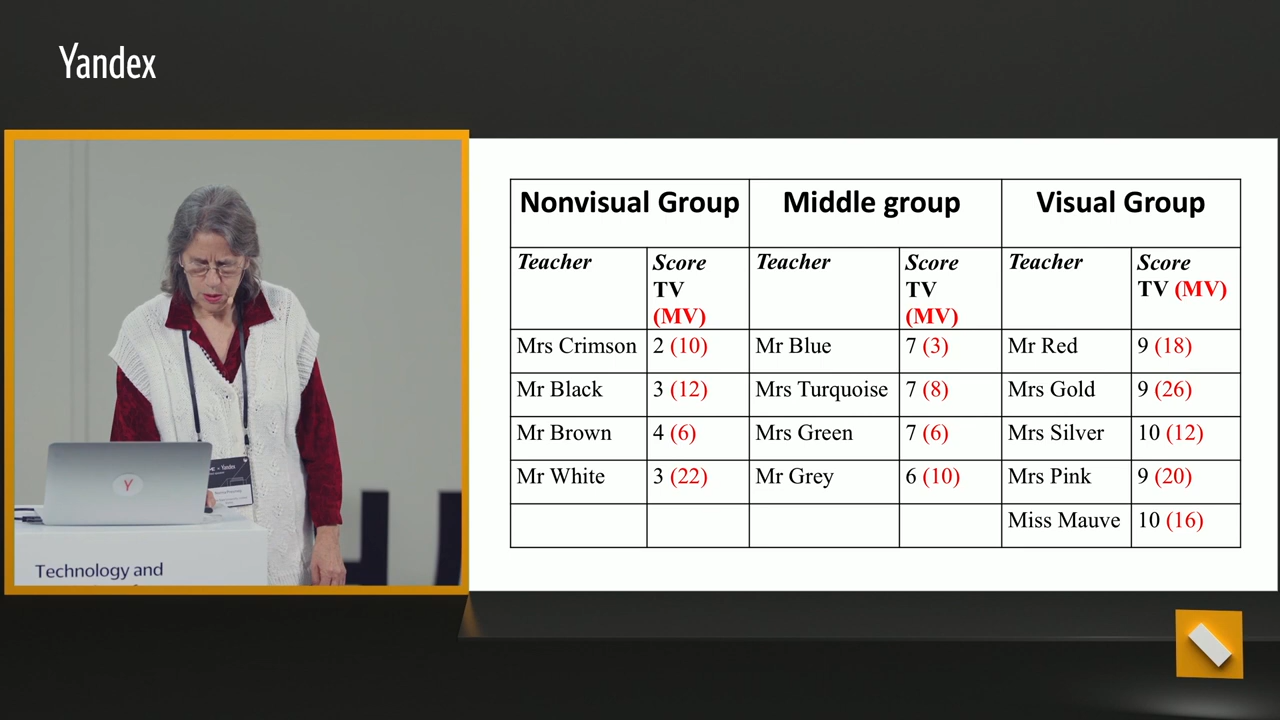 Yandex
Nonvisual Group Middle group Visual Group
Teacher Score TV (MV) Teacher Score TV (MV) Teacher Score TV (MV)
Mrs Crimson 2 (10) Mr Blue 7 (3) Mr Red 9 (18)
Mr Black 3 (12) Mrs Turquoise 7 (8) Mrs Gold 9 (26)
Mr Brown 4 (6) Mrs Green 7 (6) Mrs Silver 10 (12)
Mr White 3 (22) Mr Grey 6 (10) Mrs Pink 9 (20)
Miss Mauve 10 (16)
Y
Yandex
Technology and